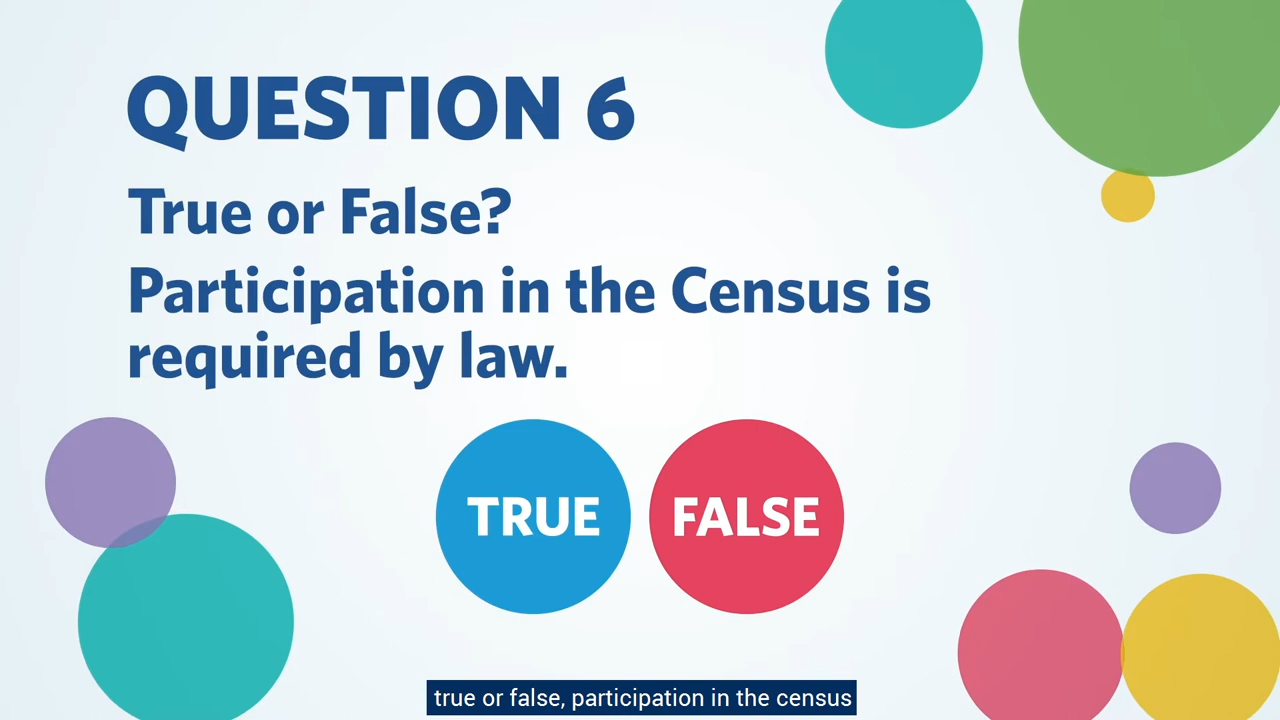 QUESTION 6
True or False?
Participation in the Census is
required by law.
TRUE
FALSE
true or false, participation in the census